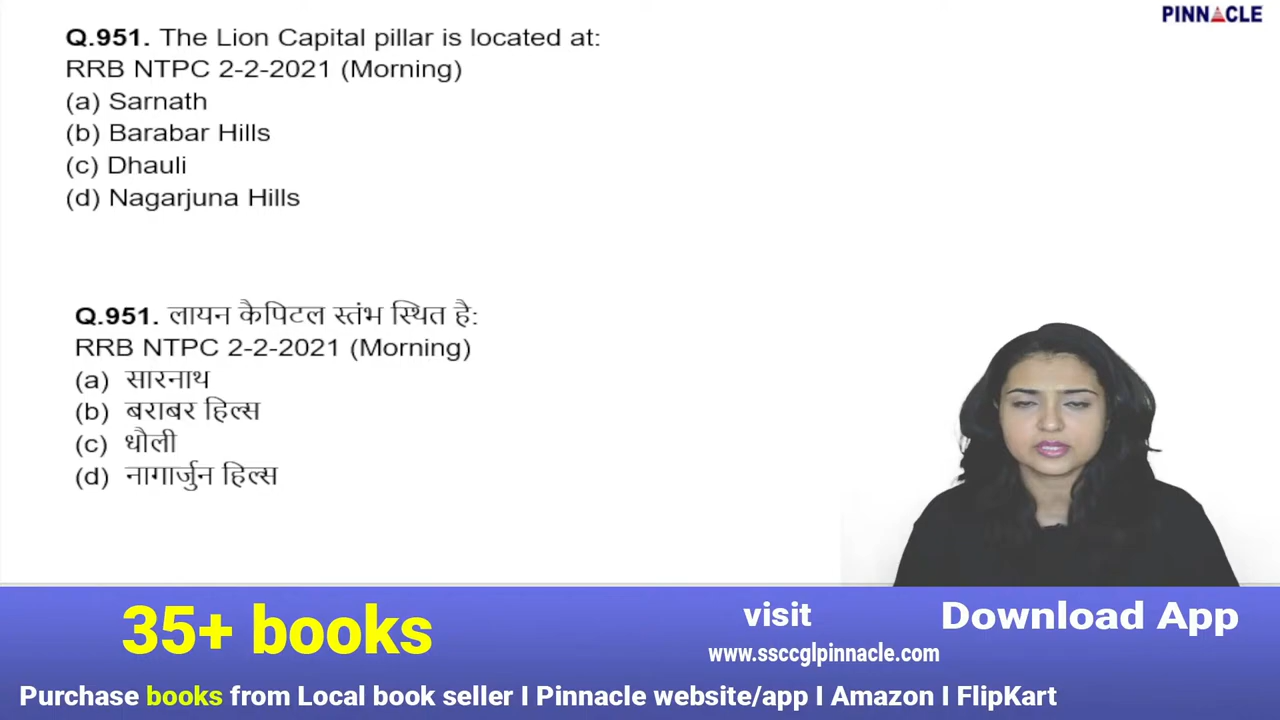 PINNACLE
Q.951. The Lion Capital pillar is located at:
RRB NTPC 2-2-2021 (Morning)
(a) Sarnath
(b) Barabar Hills
(c) Dhauli
(d) Nagarjuna Hills
Q.951. लायन कैपिटल स्तंभ स्थित है:
RRB NTPC 2-2-2021 (Morning)
(a) सारनाथ
(b) बराबर हिल्स
(c) धौली
(d) नागार्जुन हिल्स
35+ books
visit
www.ssccglpinnacle.com
Download App
Purchase books from Local book seller I Pinnacle website/app I Amazon I FlipKart